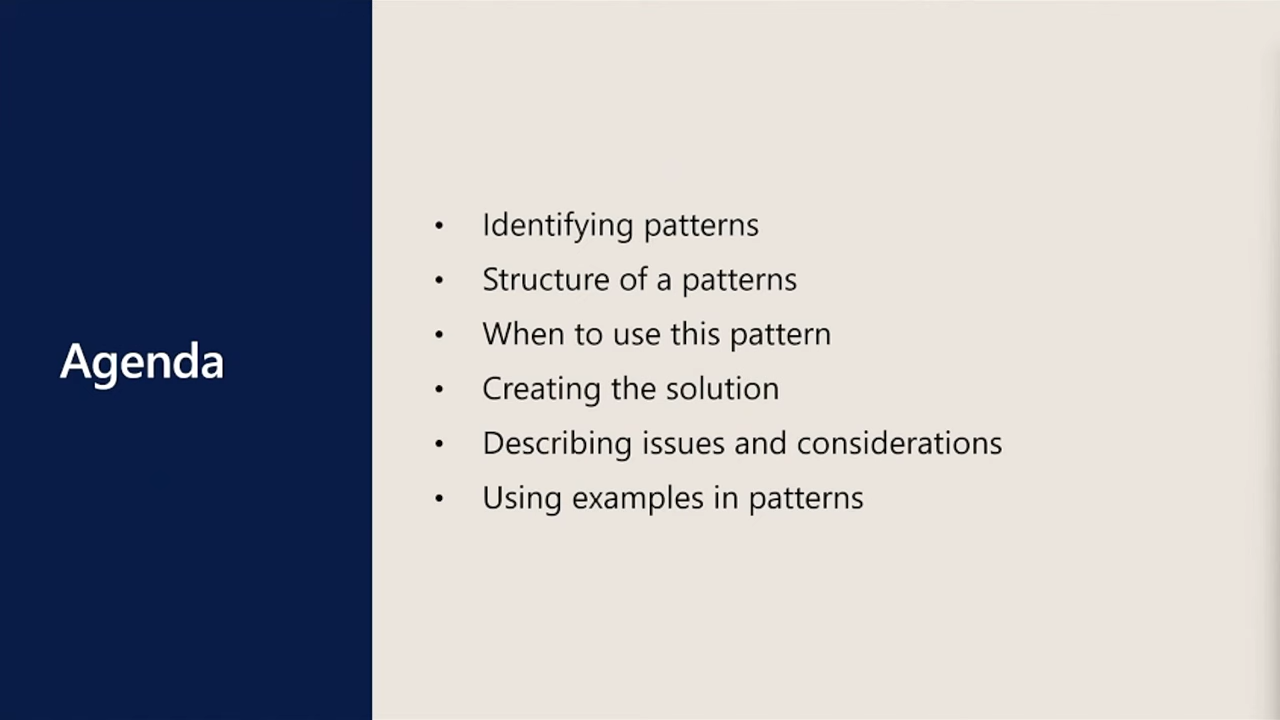 Agenda
• Identifying patterns
• Structure of a patterns
• When to use this pattern
• Creating the solution
• Describing issues and considerations
• Using examples in patterns